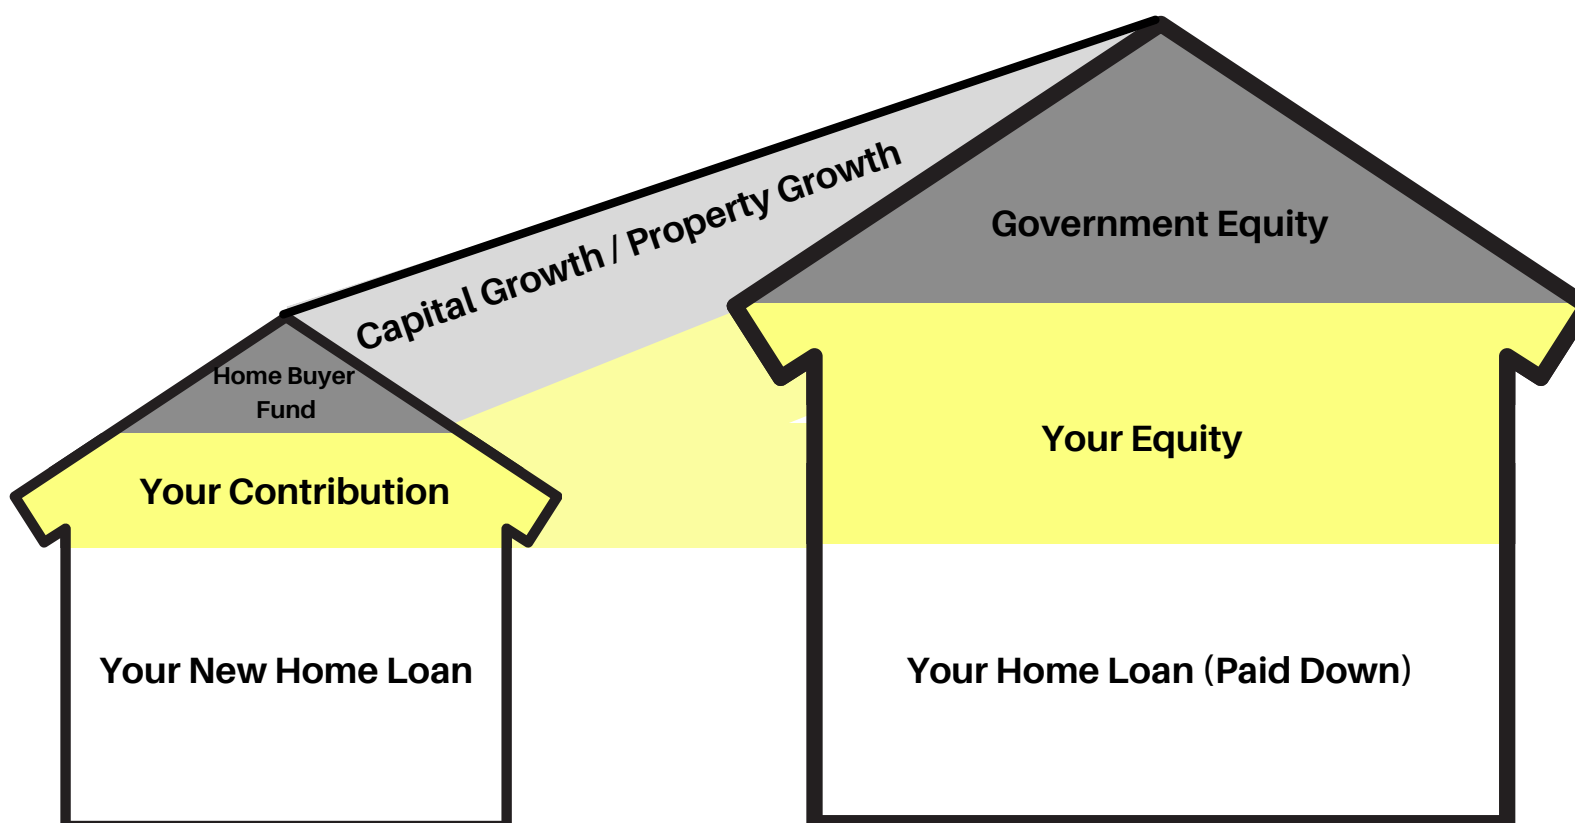 Capital Growth / Property Growth
Government Equity
Home Buyer
Fund
Your Contribution
Your Equity
Your New Home Loan
Your Home Loan (Paid Down)